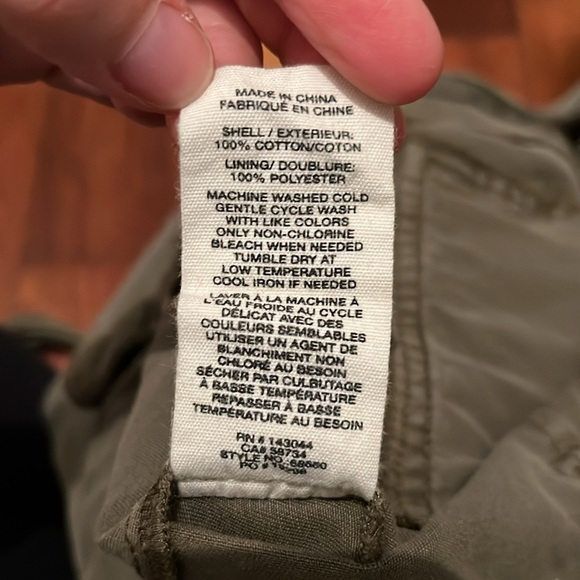 MADE IN CHINA
FABRIQUÉ EN CHINE
SHELL / EXTERIEUR:
100% COTTON/COTON
LINING/ DOUBLURE:
100% POLYESTER
MACHINE WASHED COLD
GENTLE CYCLE WASH
WITH LIKE COLORS
ONLY NON-CHLORINE
BLEACH WHEN NEEDED
TUMBLE DRY AT
LOW TEMPERATURE
COOL IRON IF NEEDED
LAVER À LA MACHINE À
L'EAU FROIDE AU CYCLE
DÉLICAT AVEC DES
COULEURS SEMBLABLES
UTILISER UN AGENT DE
BLANCHIMENT NON
CHLORÉ AU BESOIN
SÉCHER PAR CULBUTAGE
À BASSE TEMPÉRATURE
REPASSER À BASSE
TEMPÉRATURE AU BESOIN
RN # 143044
CA# 58734
STYLE NO.
PO #